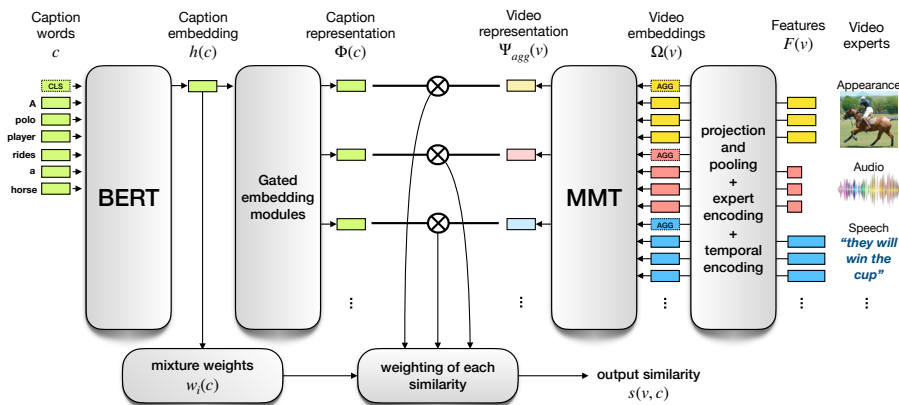 Caption words
c
Caption embedding
h(c)
Caption representation
Φ(c)
Video representation
Ψ_agg(v)
Video embeddings
Ω(v)
Features
F(v)
Video experts
CLS
A
polo
player
rides
a
horse
BERT
Gated embedding modules
⋮
⋮
MMT
AGG
AGG
AGG
⋮
projection and pooling + expert encoding + temporal encoding
⋮
Appearance
Audio
Speech
“they will
win the
cup”
⋮
mixture weights
w_i(c)
weighting of each
similarity
output similarity
s(v, c)